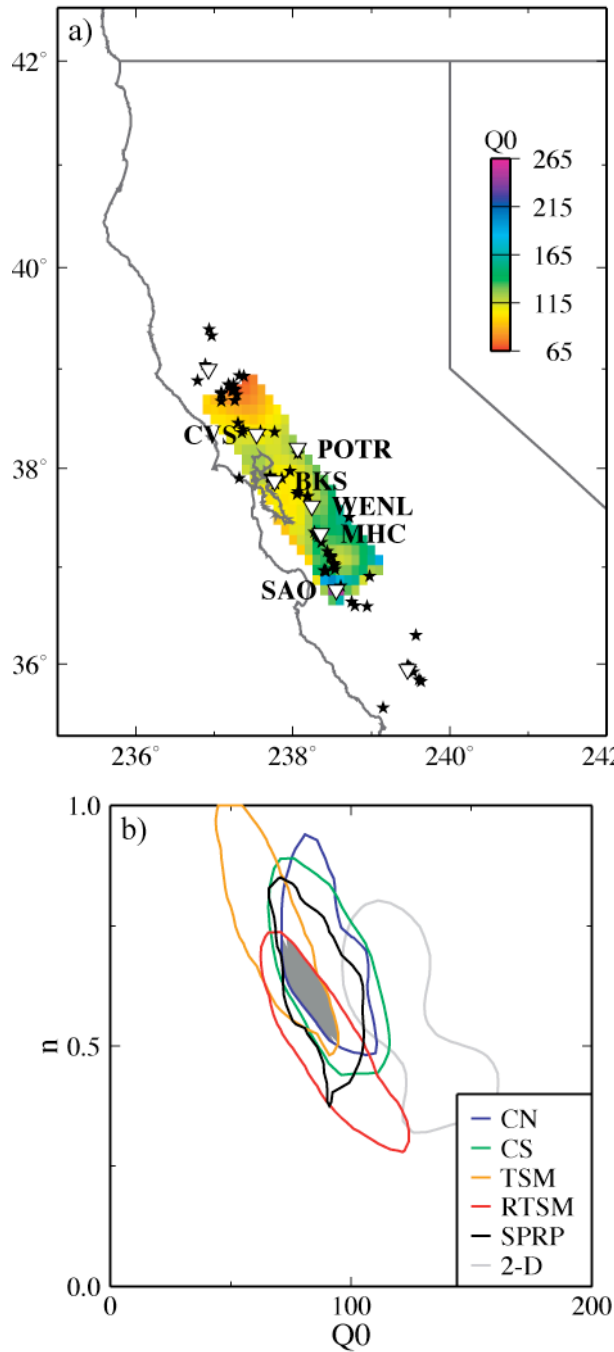 a)
42°
Q0
265
215
165
115
65
40°
CVS
POTR
38°
BKS
WENL
MHC
SAO
36°
236°
238°
240°
242
1.0
b)
n
0.5
CN
CS
TSM
RTSM
SPRP
2-D
0.0
0
100
200
Q0